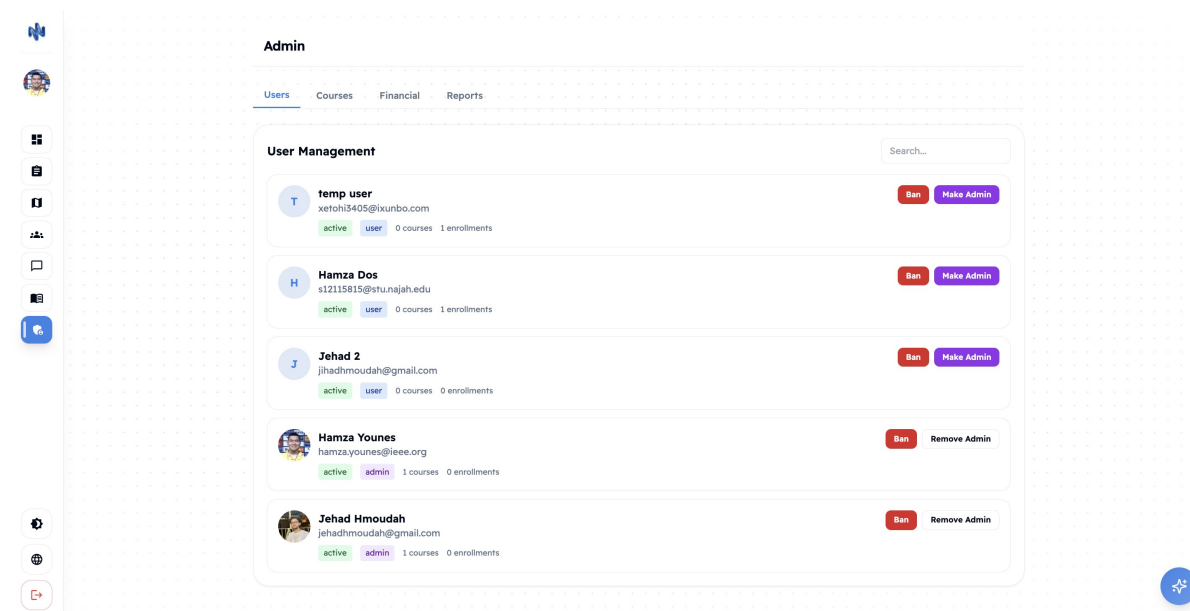 Admin
Users Courses Financial Reports
User Management
Search...
T
temp user
xetohi3405@ixunbo.com
active user 0 courses 1 enrollments
Ban Make Admin
H
Hamza Dos
s12115815@stu.najah.edu
active user 0 courses 1 enrollments
Ban Make Admin
J
Jehad 2
jihadhmoudah@gmail.com
active user 0 courses 0 enrollments
Ban Make Admin
Hamza Younes
hamza.younes@ieee.org
active admin 1 courses 0 enrollments
Ban Remove Admin
Jehad Hmoudah
jehadhmoudah@gmail.com
active admin 1 courses 0 enrollments
Ban Remove Admin